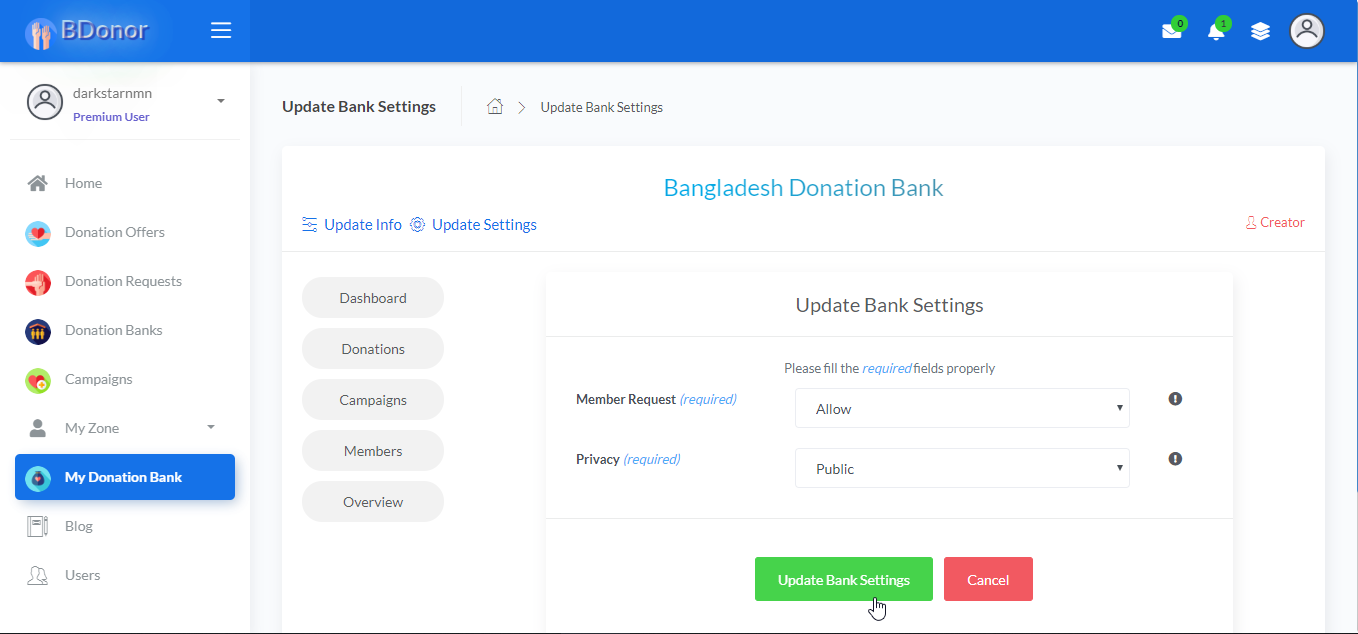 BDonor
0
1
darkstarnmn
Premium User
Home
Donation Offers
Donation Requests
Donation Banks
Campaigns
My Zone
My Donation Bank
Blog
Users
Update Bank Settings
Update Bank Settings
Bangladesh Donation Bank
Update Info Update Settings
Creator
Dashboard
Donations
Campaigns
Members
Overview
Update Bank Settings
Please fill the required fields properly
Member Request (required)
Allow
Privacy (required)
Public
Update Bank Settings
Cancel